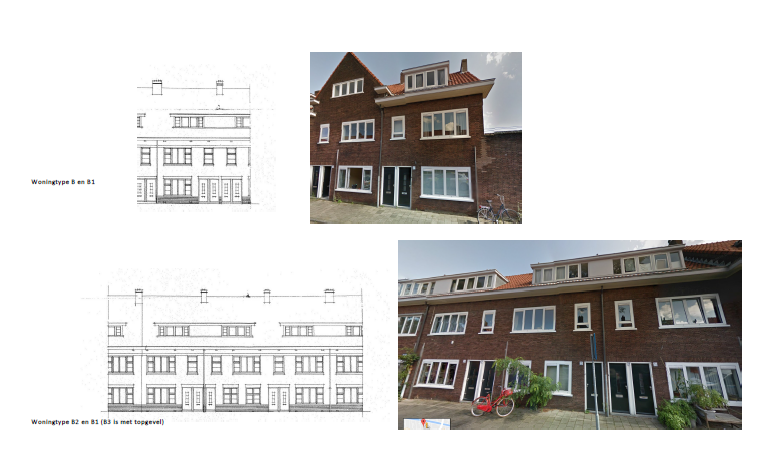 Woningtype B en B1
Woningtype B2 en B1 (B3 is met topgevel)